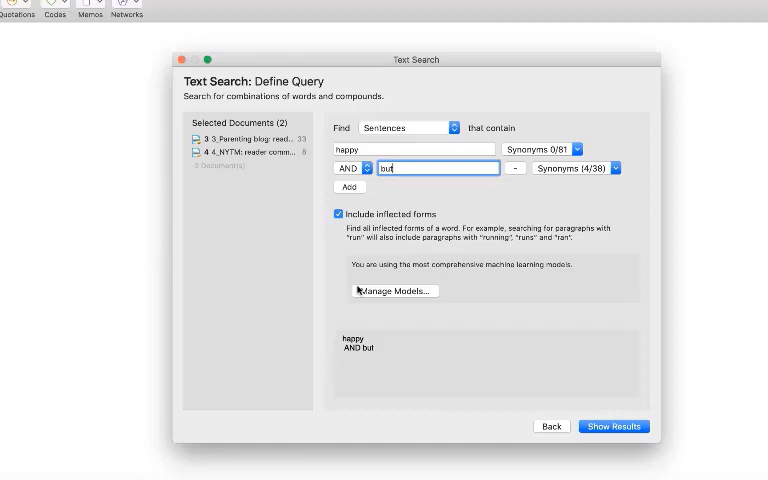 Quotations Codes Memos Networks
Text Search
Text Search: Define Query
Search for combinations of words and compounds.
Selected Documents (2)
3 3_Parenting blog: read... 33
4 4_NYTM: reader comm... 8
2 Document(s)
Find Sentences that contain
happy Synonyms 0/81
AND but - Synonyms (4/38)
Add
Include inflected forms
Find all inflected forms of a word. For example, searching for paragraphs with
"run" will also include paragraphs with "running", "runs" and "ran".
You are using the most comprehensive machine learning models.
Manage Models...
happy
AND but
Back Show Results